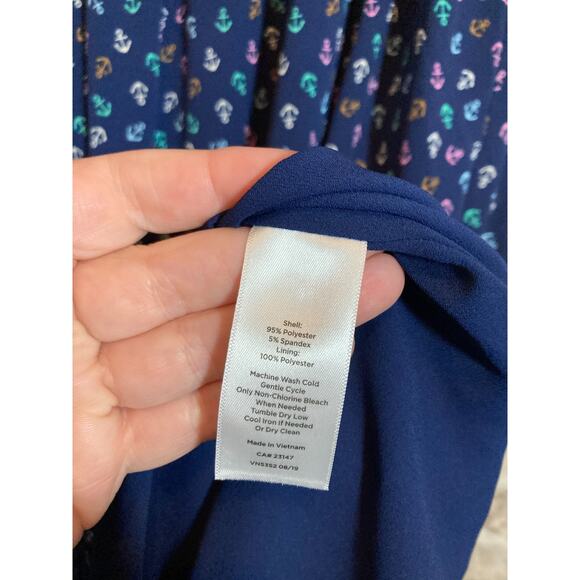 Shell:
95% Polyester
5% Spandex
Lining:
100% Polyester
Machine Wash Cold
Gentle Cycle
Only Non-Chlorine Bleach
When Needed
Tumble Dry Low
Cool Iron If Needed
Or Dry Clean
Made in Vietnam
CA# 23147
VN5352 08/19